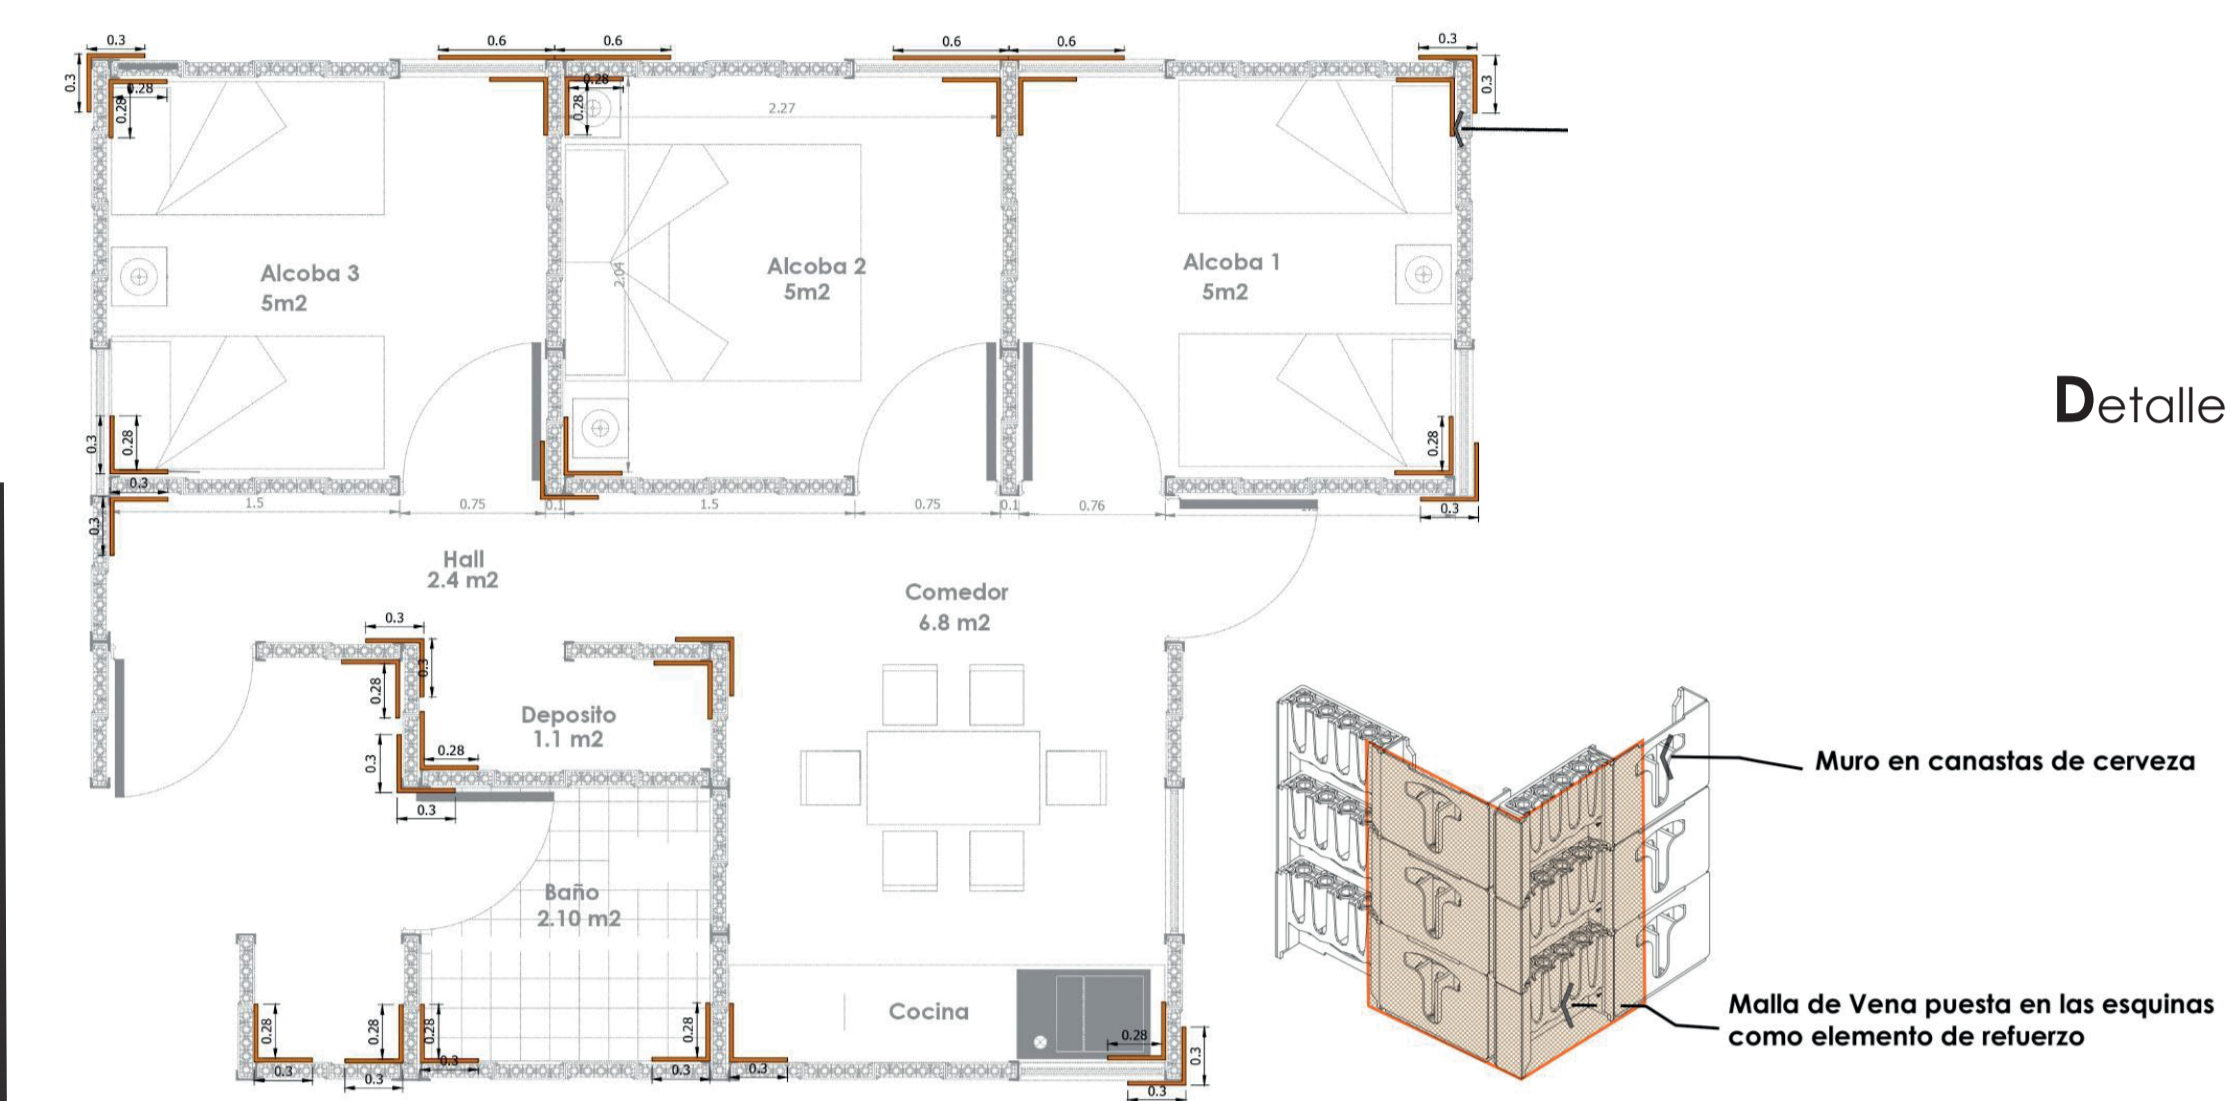 0.3
0.6
0.6
0.6
0.6
0.3
0.3
0.28
0.28
0.28
0.28
0.3
2.27
Alcoba 3
5m2
Alcoba 2
5m2
Alcoba 1
5m2
2.04
Detalle
0.3
0.28
0.28
0.3
1.5
0.75
0.1
1.5
0.75
0.1
0.76
0.3
0.3
Hall
2.4 m2
Comedor
6.8 m2
0.3
0.3
0.28
Deposito
1.1 m2
0.3
0.28
0.3
Muro en canastas de cerveza
Baño
2.10 m2
Cocina
Malla de Vena puesta en las esquinas
como elemento de refuerzo
0.28
0.28
0.28
0.28
0.28
0.3
0.3
0.3
0.3
0.3
0.3
0.3